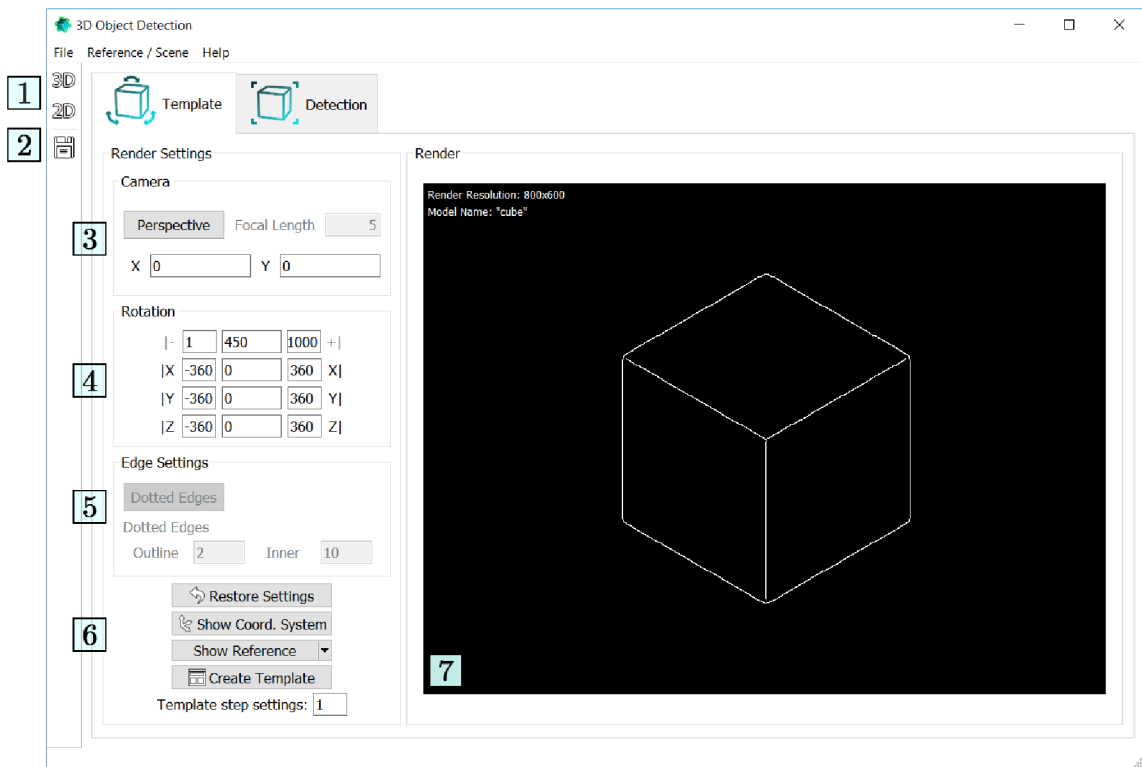 3D Object Detection
File Reference / Scene Help
1
3D
2D
2
Template
Detection
Render Settings
Camera
3
Perspective Focal Length 5
X 0 Y 0
Rotation
4
|- 1 450 1000 +|
|X -360 0 360 X|
|Y -360 0 360 Y|
|Z -360 0 360 Z|
Edge Settings
5
Dotted Edges
Dotted Edges
Outline 2 Inner 10
6
Restore Settings
Show Coord. System
Show Reference
Create Template
Template step settings: 1
Render
Render Resolution: 800x600
Model Name: "cube"
7